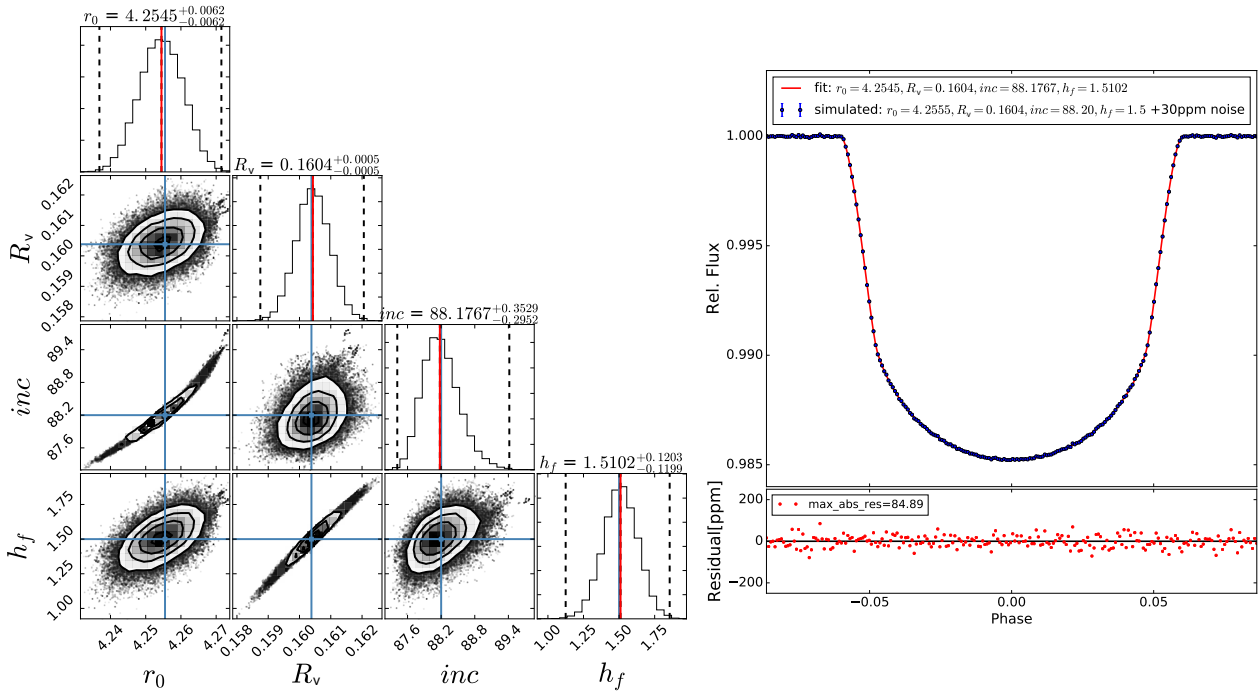 r_0 = 4.2545^{+0.0062}_{-0.0062}
R_v = 0.1604^{+0.0005}_{-0.0005}
0.162
0.161
0.160
0.159
0.158
R_v
inc = 88.1767^{+0.3529}_{-0.2952}
89.4
88.8
88.2
87.6
inc
h_f = 1.5102^{+0.1203}_{-0.1199}
1.75
1.50
1.25
1.00
h_f
4.24 4.25 4.26 4.27
0.158 0.159 0.160 0.161 0.162
87.6 88.2 88.8 89.4
1.00 1.25 1.50 1.75
r_0 R_v inc h_f
fit: r_0 = 4.2545, R_v = 0.1604, inc = 88.1767, h_f = 1.5102
simulated: r_0 = 4.2555, R_v = 0.1604, inc = 88.20, h_f = 1.5 +30ppm noise
1.000
0.995
0.990
0.985
Rel. Flux
max_abs_res=84.89
200
0
−200
Residual[ppm]
−0.05 0.00 0.05
Phase